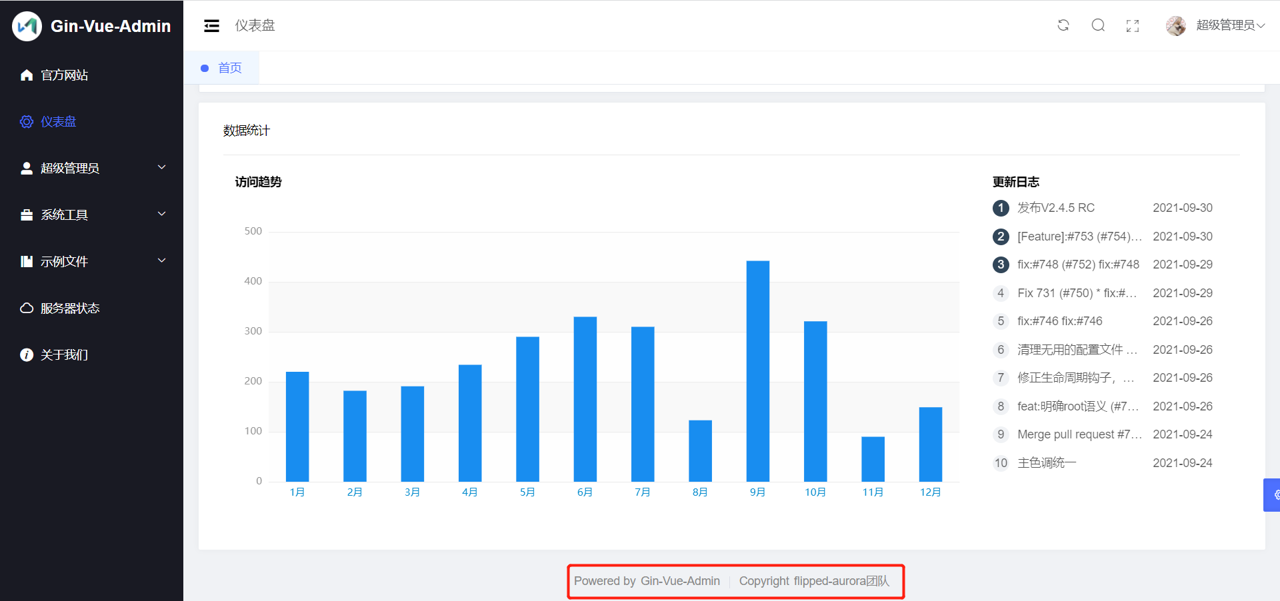 Gin-Vue-Admin
官方网站
仪表盘
超级管理员
系统工具
示例文件
服务器状态
关于我们
仪表盘
超级管理员
首页
数据统计
访问趋势
500
400
300
200
100
0
1月 2月 3月 4月 5月 6月 7月 8月 9月 10月 11月 12月
更新日志
1 发布V2.4.5 RC 2021-09-30
2 [Feature]:#753 (#754)... 2021-09-30
3 fix:#748 (#752) fix:#748 2021-09-29
4 Fix 731 (#750) * fix:#... 2021-09-29
5 fix:#746 fix:#746 2021-09-26
6 清理无用的配置文件 ... 2021-09-26
7 修正生命周期钩子，... 2021-09-26
8 feat:明确root语义 (#7... 2021-09-26
9 Merge pull request #7... 2021-09-24
10 主色调统一 2021-09-24
Powered by Gin-Vue-Admin | Copyright flipped-aurora团队